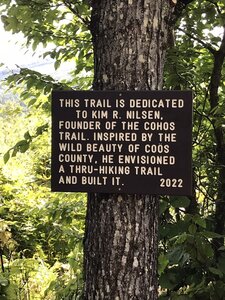 THIS TRAIL IS DEDICATED
TO KIM R. NILSEN,
FOUNDER OF THE COHOS
TRAIL. INSPIRED BY THE
WILD BEAUTY OF COOS
COUNTY, HE ENVISIONED
A THRU-HIKING TRAIL
AND BUILT IT. 2022